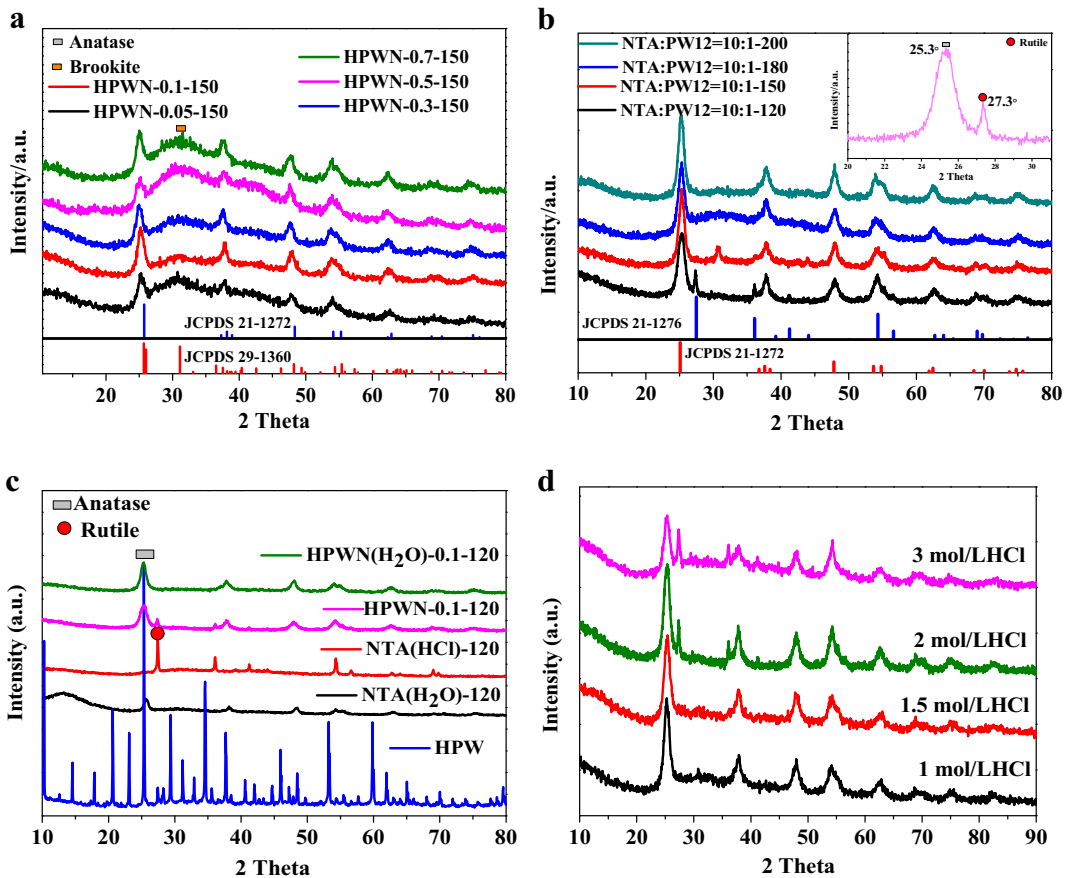 a
Anatase
Brookite
HPWN-0.1-150
HPWN-0.05-150
HPWN-0.7-150
HPWN-0.5-150
HPWN-0.3-150
JCPDS 21-1272
JCPDS 29-1360
Intensity/a.u.
10 20 30 40 50 60 70 80
2 Theta
b
NTA:PW12=10:1-200
NTA:PW12=10:1-180
NTA:PW12=10:1-150
NTA:PW12=10:1-120
25.3°
Rutile
27.3°
Intensity/a.u.
20 22 24 26 28 30
2 Theta
JCPDS 21-1276
JCPDS 21-1272
Intensity/a.u.
10 20 30 40 50 60 70 80
2 Theta
c
Anatase
Rutile
HPWN(H₂O)-0.1-120
HPWN-0.1-120
NTA(HCl)-120
NTA(H₂O)-120
HPW
Intensity (a.u.)
10 20 30 40 50 60 70 80
2 Theta
d
3 mol/LHCl
2 mol/LHCl
1.5 mol/LHCl
1 mol/LHCl
Intensity (a.u.)
10 20 30 40 50 60 70 80 90
2 Theta